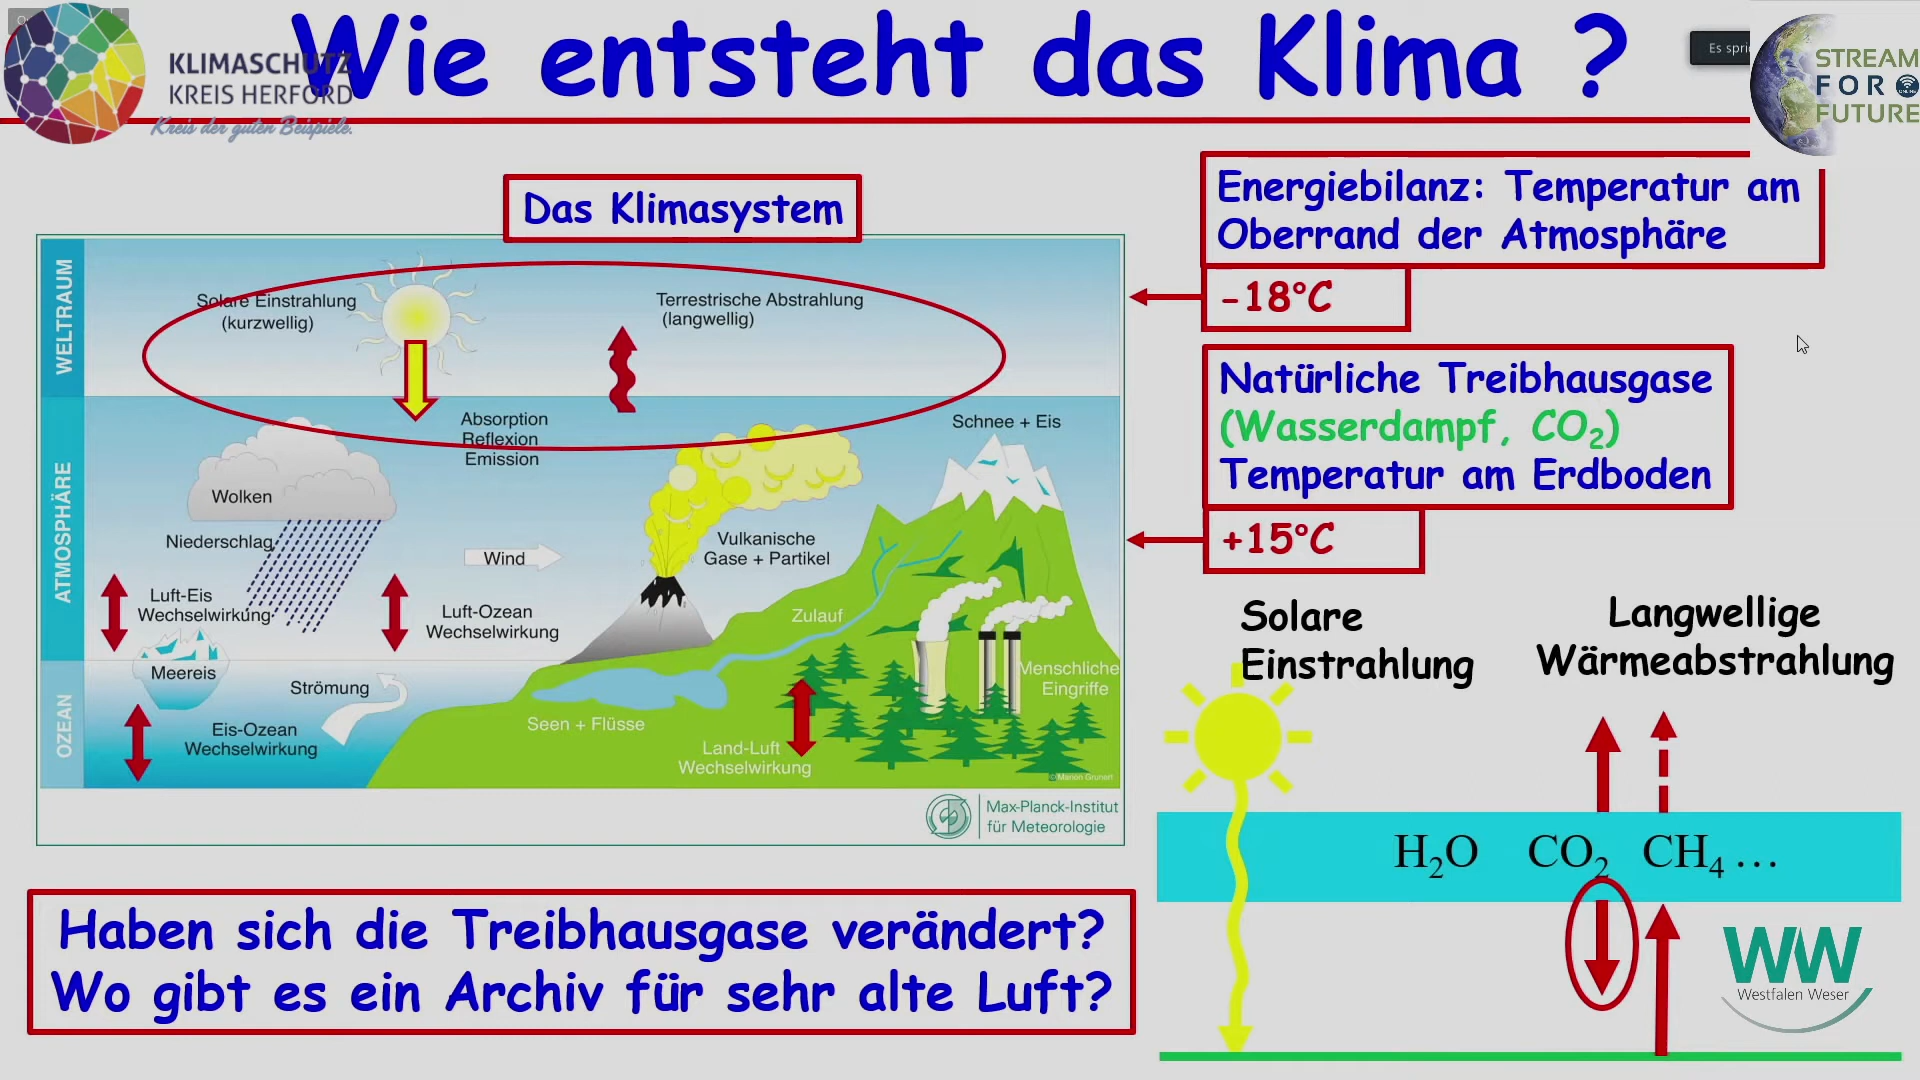 Wie entsteht das Klima ?
KLIMASCHUTZ
KREIS HERFORD
Kreis der guten Beispiele.
STREAM
FOR
FUTURE
Das Klimasystem
WELTRAUM
Solare Einstrahlung
(kurzwellig)
Terrestrische Abstrahlung
(langwellig)
ATMOSPHÄRE
Absorption
Reflexion
Emission
Schnee + Eis
Wolken
Niederschlag
Wind
Vulkanische
Gase + Partikel
Luft-Eis
Wechselwirkung
Luft-Ozean
Wechselwirkung
Zulauf
Meereis
Strömung
Menschliche
Eingriffe
OZEAN
Eis-Ozean
Wechselwirkung
Seen + Flüsse
Land-Luft
Wechselwirkung
© Marion Grunert
Max-Planck-Institut
für Meteorologie
Energiebilanz: Temperatur am
Oberrand der Atmosphäre
-18°C
Natürliche Treibhausgase
(Wasserdampf, CO₂)
Temperatur am Erdboden
+15°C
Solare
Einstrahlung
Langwellige
Wärmeabstrahlung
H₂O CO₂ CH₄ …
Haben sich die Treibhausgase verändert?
Wo gibt es ein Archiv für sehr alte Luft?
WW
Westfalen Weser